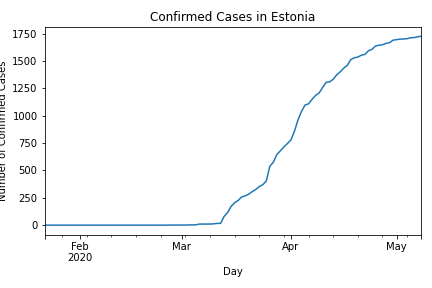 Confirmed Cases in Estonia
1750
1500
1250
1000
750
500
250
0
Number of Confirmed Cases
Feb
2020
Mar
Apr
May
Day